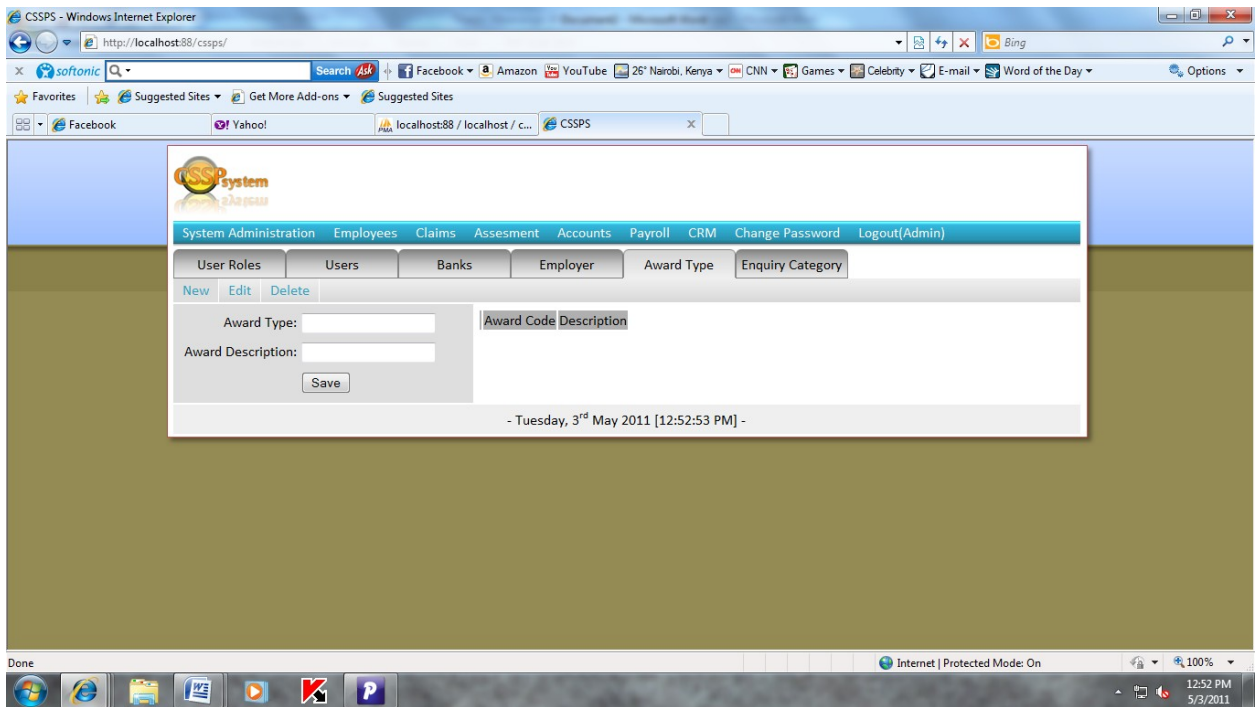 CSSPS - Windows Internet Explorer
http://localhost:88/cssps/
Bing
softonic Search Ask Facebook Amazon YouTube 26° Nairobi, Kenya CNN Games Celebrity E-mail Word of the Day Options
Favorites Suggested Sites Get More Add-ons Suggested Sites
Facebook Yahoo! localhost:88 / localhost / c... CSSPS
CSSPsystem
System Administration Employees Claims Assesment Accounts Payroll CRM Change Password Logout(Admin)
User Roles Users Banks Employer Award Type Enquiry Category
New Edit Delete
Award Type: Award Code Description
Award Description:
Save
- Tuesday, 3rd May 2011 [12:52:53 PM] -
Done Internet | Protected Mode: On 100%
12:52 PM
5/3/2011